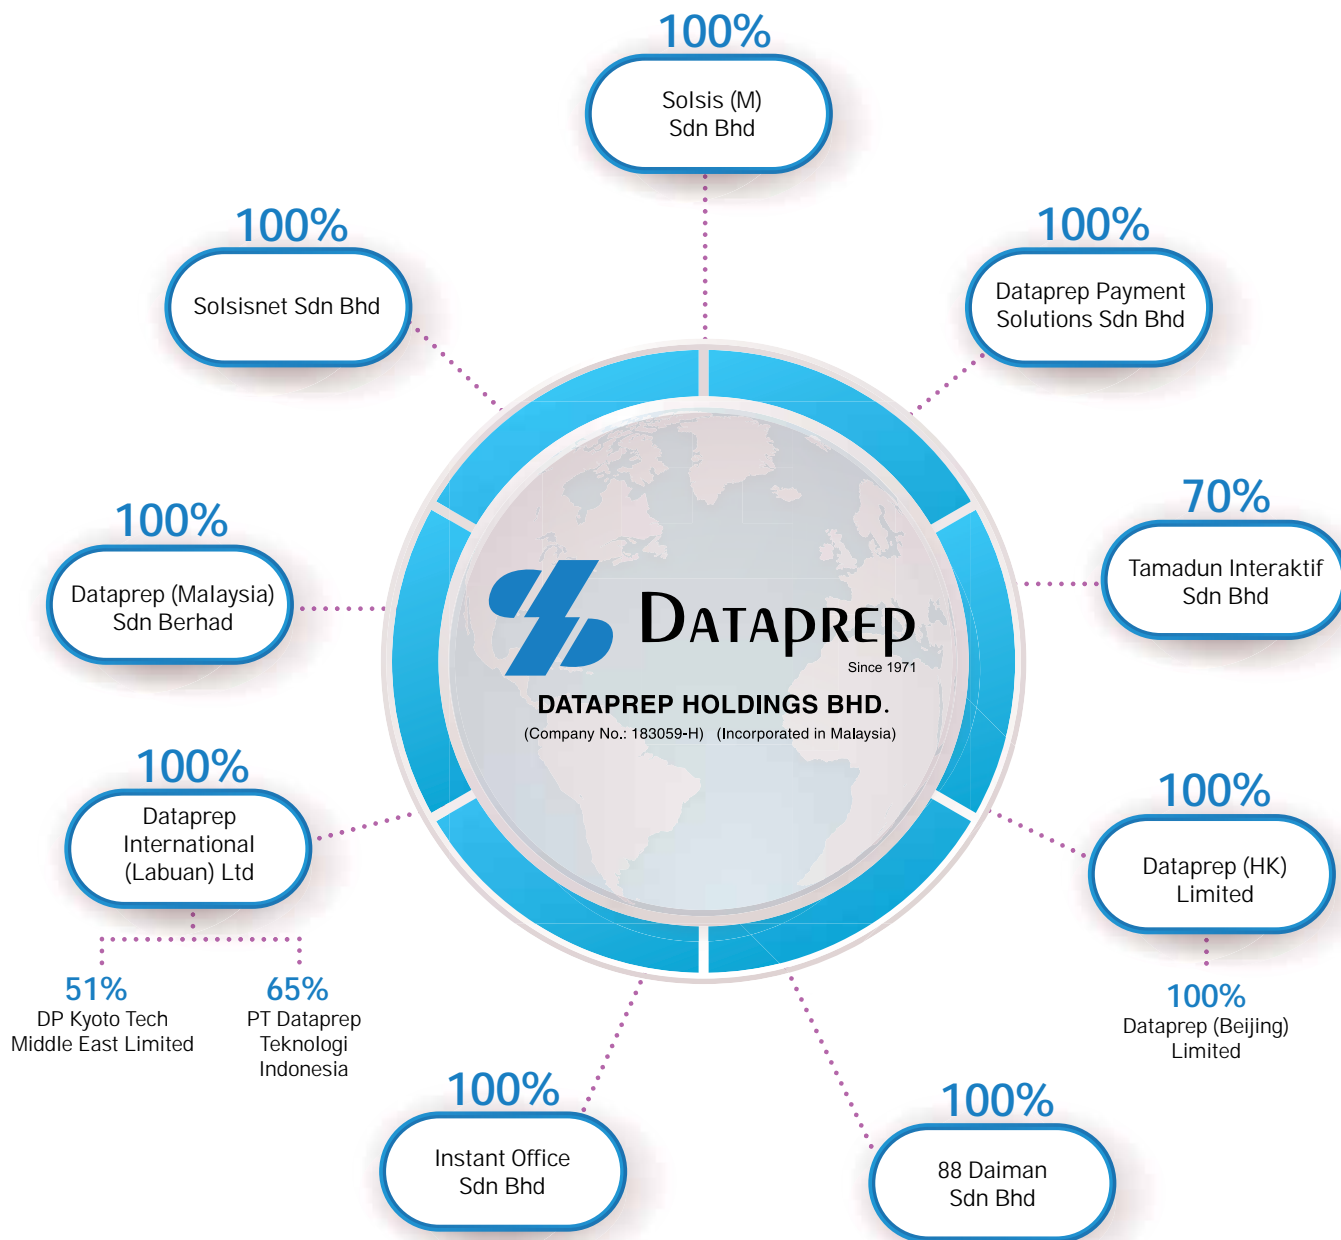 100%
Solsis (M)
Sdn Bhd
100%
Solsisnet Sdn Bhd
100%
Dataprep Payment
Solutions Sdn Bhd
100%
Dataprep (Malaysia)
Sdn Berhad
70%
Tamadun Interaktif
Sdn Bhd
DATAPREP
Since 1971
DATAPREP HOLDINGS BHD.
(Company No.: 183059-H) (Incorporated in Malaysia)
100%
Dataprep
International
(Labuan) Ltd
51%
DP Kyoto Tech
Middle East Limited
65%
PT Dataprep
Teknologi
Indonesia
100%
Dataprep (HK)
Limited
100%
Dataprep (Beijing)
Limited
100%
Instant Office
Sdn Bhd
100%
88 Daiman
Sdn Bhd